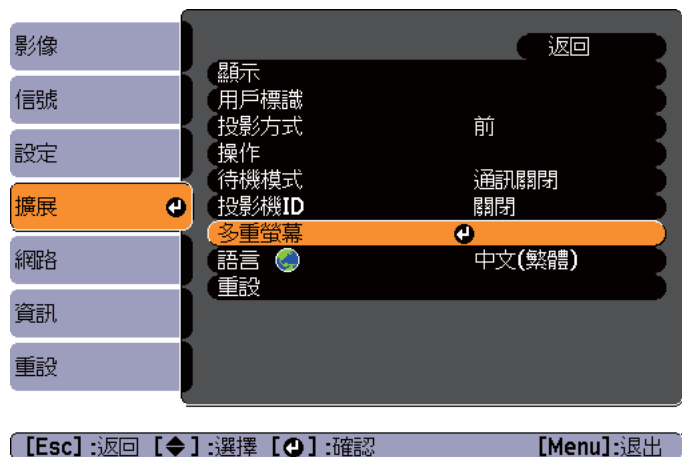 影像
信號
設定
擴展
網路
資訊
重設
返回
顯示
用戶標識
投影方式 前
操作
待機模式 通訊關閉
投影機ID 關閉
多重螢幕
語言 中文(繁體)
重設
[Esc]:返回 [◆]:選擇 [↵]:確認 [Menu]:退出